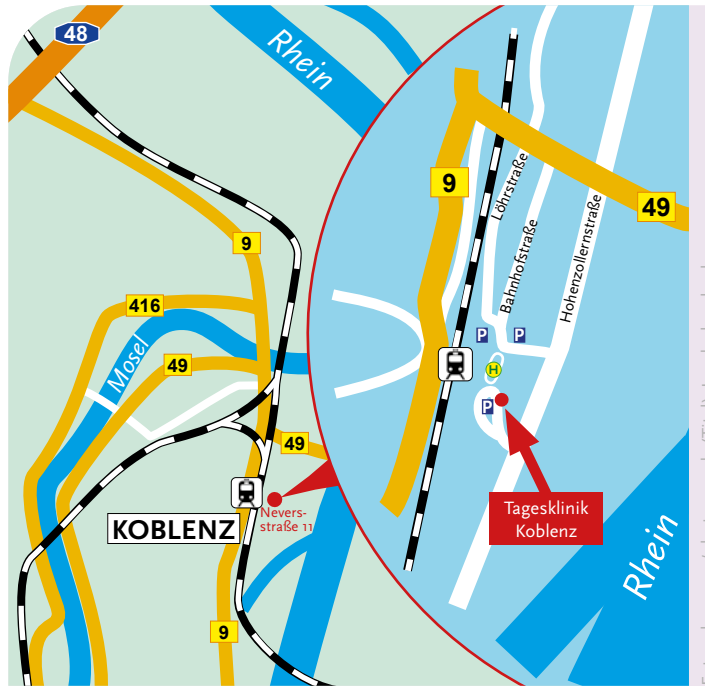 48
Rhein
9
416
49
Mosel
49
Nevers-
straße 11
KOBLENZ
9
9
49
Löhrstraße
Bahnhofstraße
Hohenzollernstraße
P
P
H
P
Tagesklinik
Koblenz
Rhein